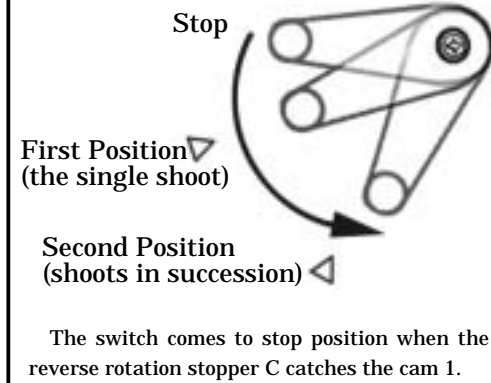 Stop
First Position
(the single shoot)
Second Position
(shoots in succession)
The switch comes to stop position when the
reverse rotation stopper C catches the cam 1.